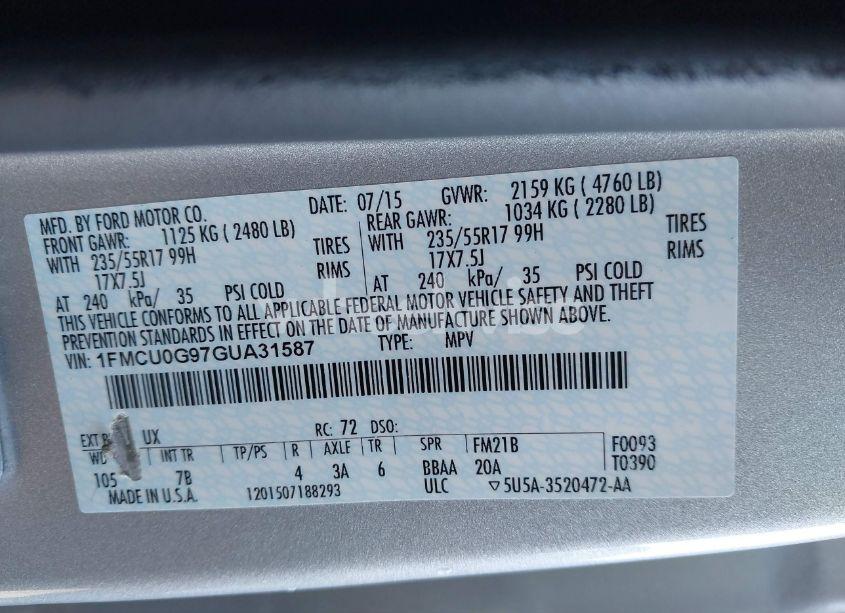 MFD. BY FORD MOTOR CO. DATE: 07/15 GVWR: 2159 KG ( 4760 LB)
FRONT GAWR: 1125 KG ( 2480 LB) REAR GAWR: 1034 KG ( 2280 LB)
WITH 235/55R17 99H TIRES WITH 235/55R17 99H TIRES
17X7.5J RIMS 17X7.5J RIMS
AT 240 kPa/ 35 PSI COLD AT 240 kPa/ 35 PSI COLD
THIS VEHICLE CONFORMS TO ALL APPLICABLE FEDERAL MOTOR VEHICLE SAFETY AND THEFT
PREVENTION STANDARDS IN EFFECT ON THE DATE OF MANUFACTURE SHOWN ABOVE.
VIN: 1FMCU0G97GUA31587 TYPE: MPV
EXT UX RC: 72 DSO:
INT TR TP/PS R AXLE TR SPR FM21B F0093
105 7B 4 3A 6 BBAA 20A T0390
MADE IN U.S.A. 1201507188293 ULC ▽5U5A-3520472-AA